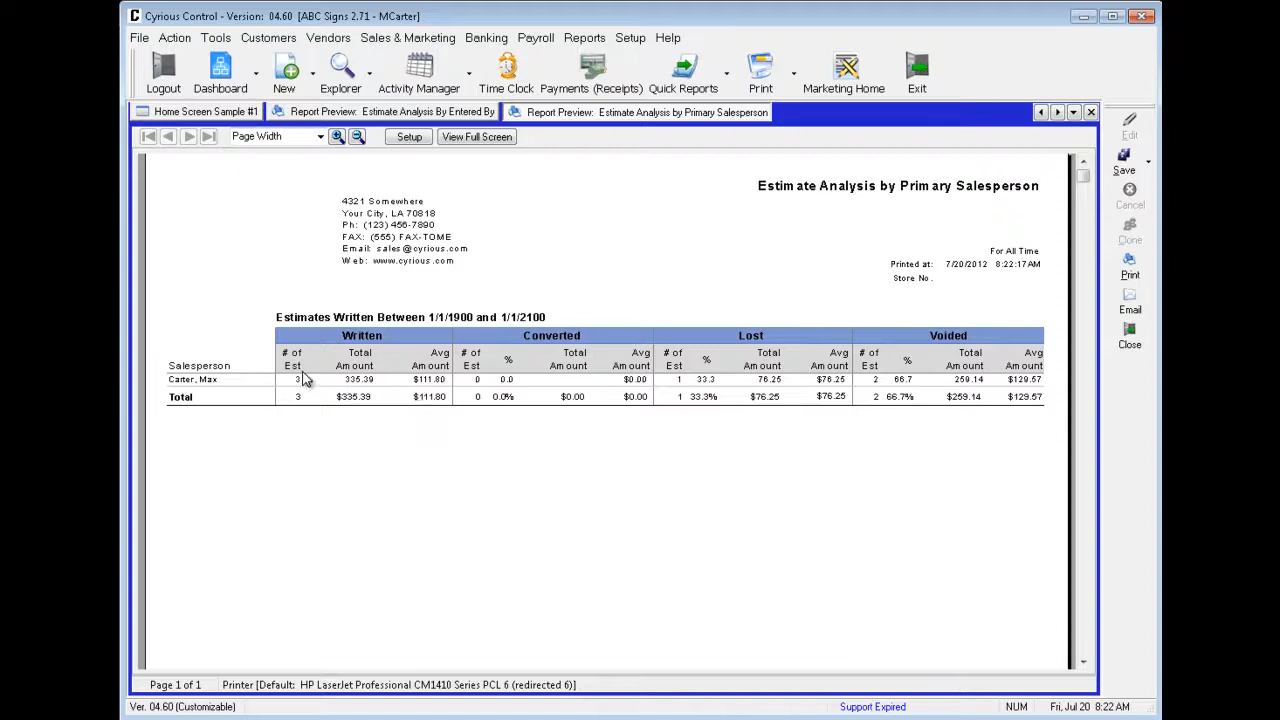 Cyrious Control - Version: 04.60 [ABC Signs 2.71 - MCarter]
File Action Tools Customers Vendors Sales & Marketing Banking Payroll Reports Setup Help
Logout Dashboard New Explorer Activity Manager Time Clock Payments (Receipts) Quick Reports Print Marketing Home Exit
Home Screen Sample #1 Report Preview: Estimate Analysis By Entered By Report Preview: Estimate Analysis by Primary Salesperson
Page Width Setup View Full Screen
Edit
Save
Cancel
Clone
Print
Email
Close
Estimate Analysis by Primary Salesperson
4321 Somewhere
Your City, LA 70818
Ph: (123) 456-7890
FAX: (555) FAX-TOME
Email: sales@cyrious.com
Web: www.cyrious.com
For All Time
Printed at: 7/20/2012 8:22:17AM
Store No.
Estimates Written Between 1/1/1900 and 1/1/2100
Written Converted Lost Voided
# of Total Avg # of % Total Avg # of % Total Avg # of % Total Avg
Salesperson Est Amount Amount Est Amount Amount Est Amount Amount Est Amount Amount
Carter, Max 3 335.39 $111.80 0 0.0 $0.00 1 33.3 76.25 $76.25 2 66.7 259.14 $129.57
Total 3 $335.39 $111.80 0 0.0% $0.00 $0.00 1 33.3% $76.25 $76.25 2 66.7% $259.14 $129.57
Page 1 of 1 Printer [Default: HP LaserJet Professional CM1410 Series PCL 6 (redirected 6)]
Ver. 04.60 (Customizable) Support Expired NUM Fri, Jul 20 8:22 AM